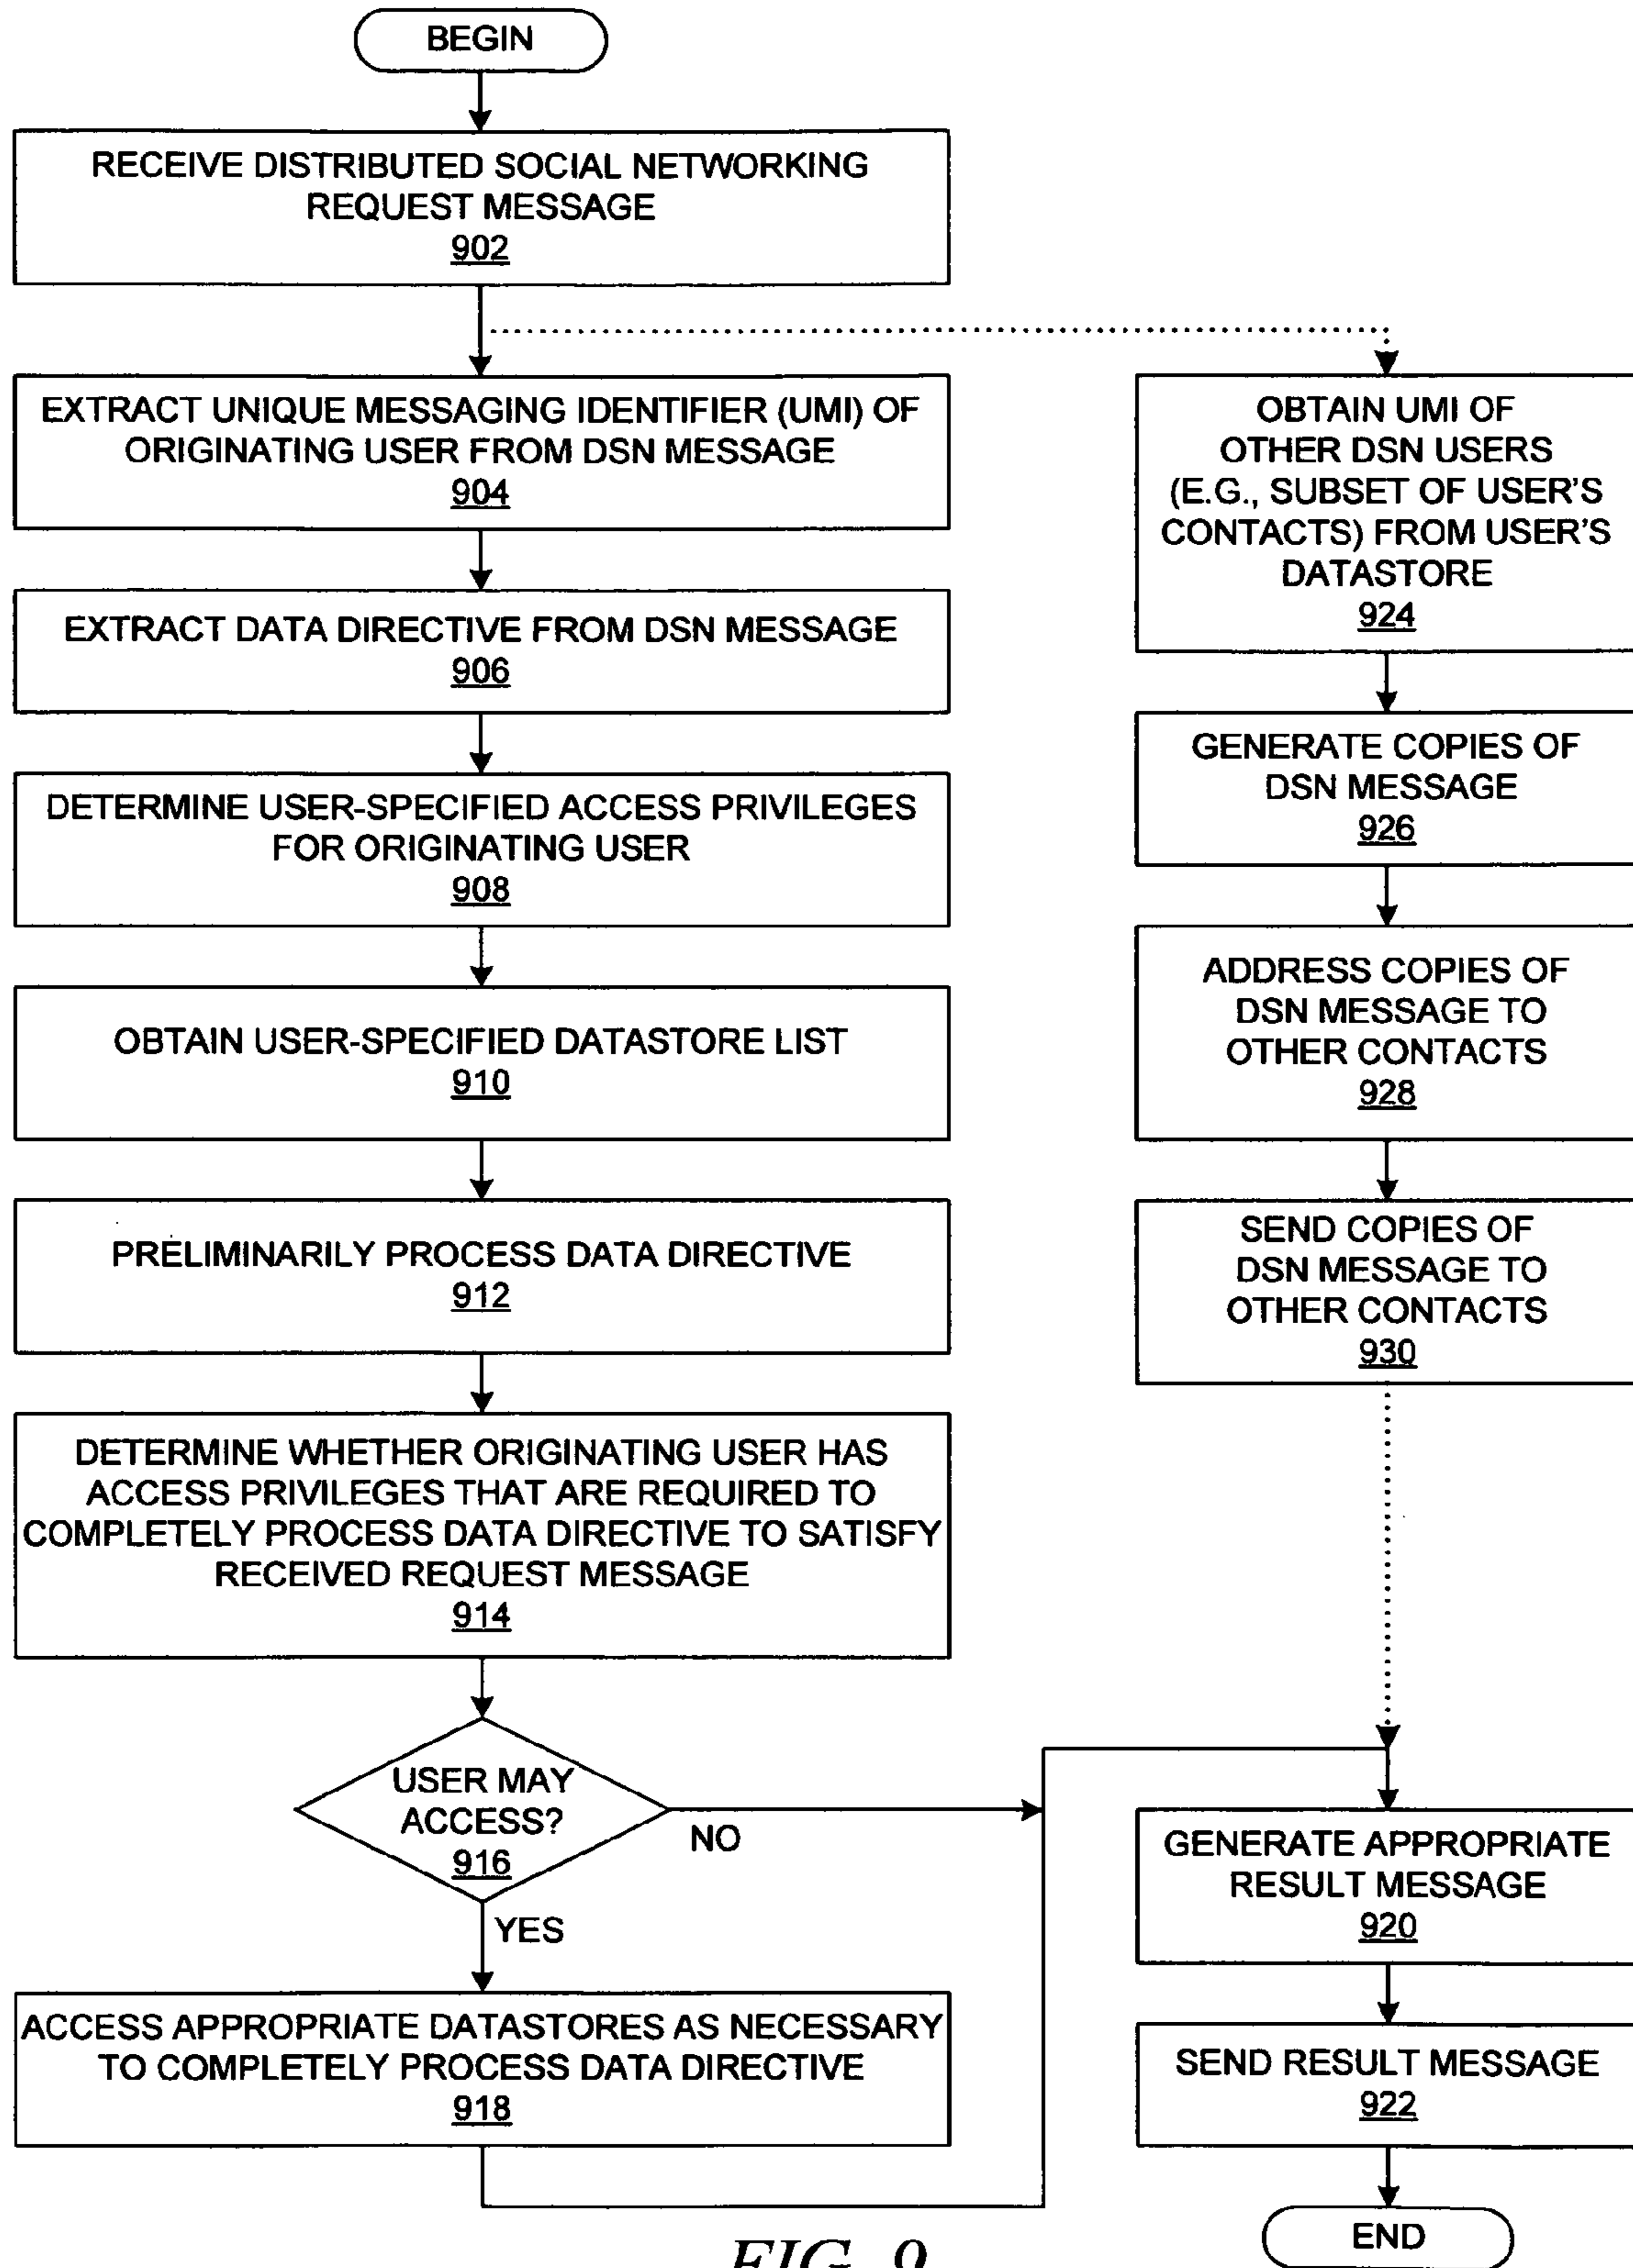 BEGIN
RECEIVE DISTRIBUTED SOCIAL NETWORKING
REQUEST MESSAGE
902
EXTRACT UNIQUE MESSAGING IDENTIFIER (UMI) OF
ORIGINATING USER FROM DSN MESSAGE
904
EXTRACT DATA DIRECTIVE FROM DSN MESSAGE
906
DETERMINE USER-SPECIFIED ACCESS PRIVILEGES
FOR ORIGINATING USER
908
OBTAIN USER-SPECIFIED DATASTORE LIST
910
PRELIMINARILY PROCESS DATA DIRECTIVE
912
DETERMINE WHETHER ORIGINATING USER HAS
ACCESS PRIVILEGES THAT ARE REQUIRED TO
COMPLETELY PROCESS DATA DIRECTIVE TO SATISFY
RECEIVED REQUEST MESSAGE
914
USER MAY
ACCESS?
916
NO
YES
ACCESS APPROPRIATE DATASTORES AS NECESSARY
TO COMPLETELY PROCESS DATA DIRECTIVE
918
OBTAIN UMI OF
OTHER DSN USERS
(E.G., SUBSET OF USER'S
CONTACTS) FROM USER'S
DATASTORE
924
GENERATE COPIES OF
DSN MESSAGE
926
ADDRESS COPIES OF
DSN MESSAGE TO
OTHER CONTACTS
928
SEND COPIES OF
DSN MESSAGE TO
OTHER CONTACTS
930
GENERATE APPROPRIATE
RESULT MESSAGE
920
SEND RESULT MESSAGE
922
END
FIG. 9